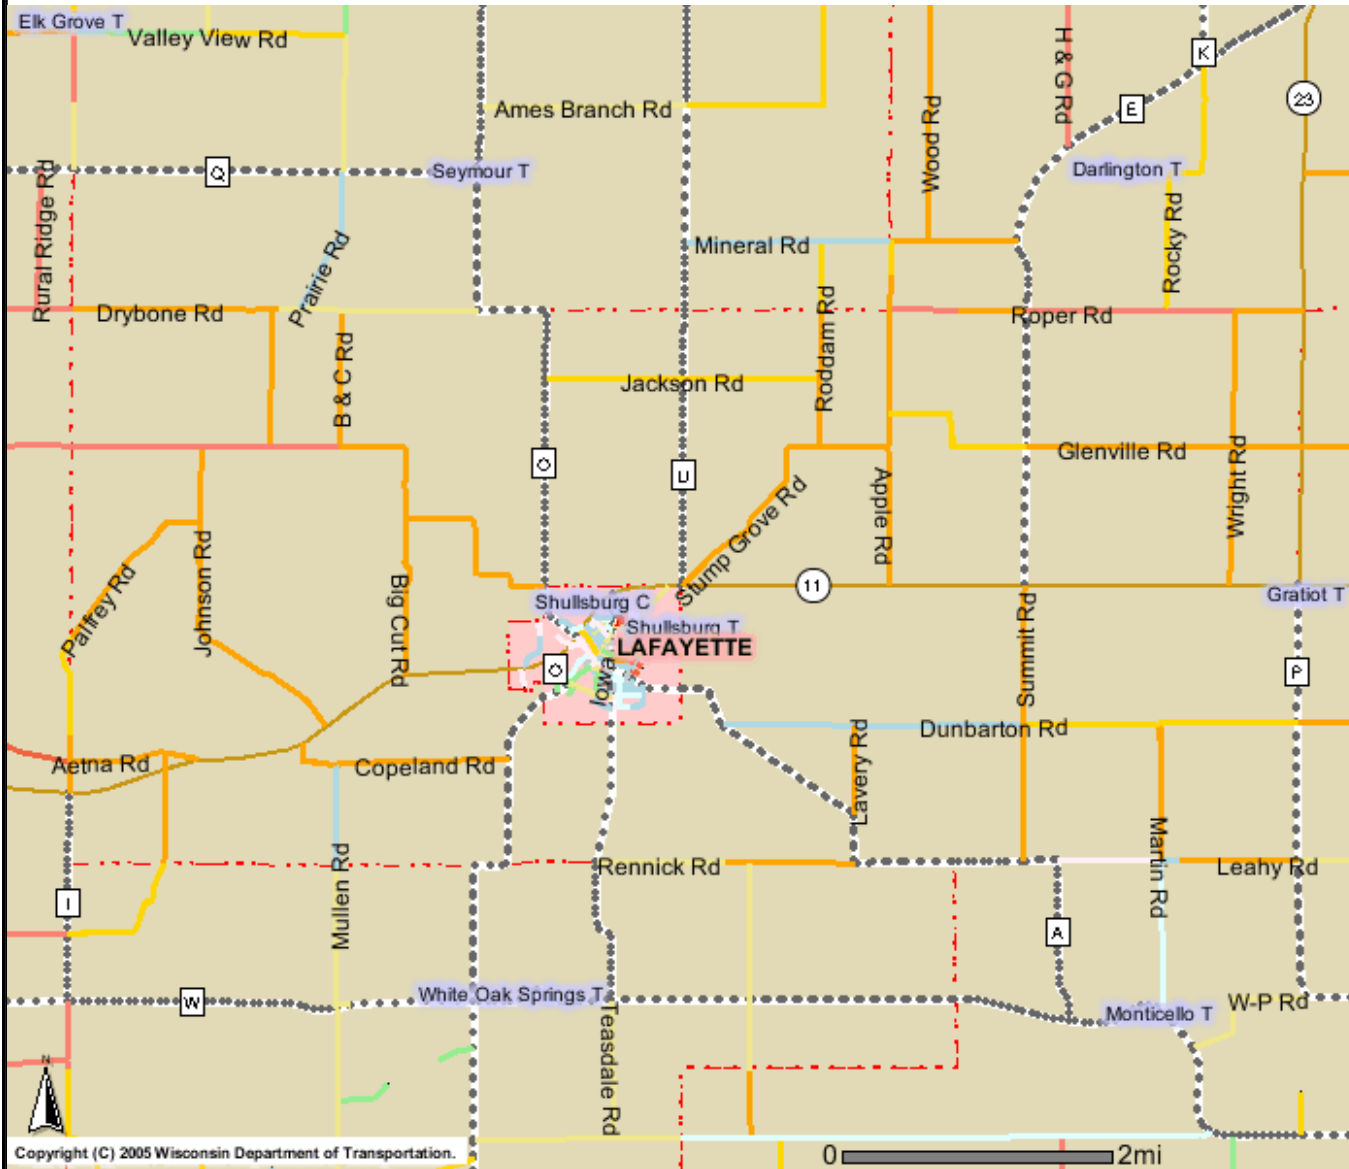 Elk Grove T
Valley View Rd
K
H & G Rd
E
23
Ames Branch Rd
Wood Rd
Rural Ridge Rd
Q
Seymour T
Darlington T
Rocky Rd
Prairie Rd
Mineral Rd
Drybone Rd
Roddam Rd
Roper Rd
B & C Rd
Jackson Rd
O
U
Glenville Rd
Wright Rd
Apple Rd
Stump Grove Rd
Palfrey Rd
Johnson Rd
Big Cut Rd
11
Gratiot T
Shullsburg C
Shullsburg T
LAFAYETTE
Summit Rd
O
Iowa
P
Dunbarton Rd
Lavery Rd
Aetna Rd
Copeland Rd
Mullen Rd
Rennick Rd
Martin Rd
Leahy Rd
I
A
W
White Oak Springs T
W-P Rd
Monticello T
Teasdale Rd
N
Copyright (C) 2005 Wisconsin Department of Transportation.
0 2mi